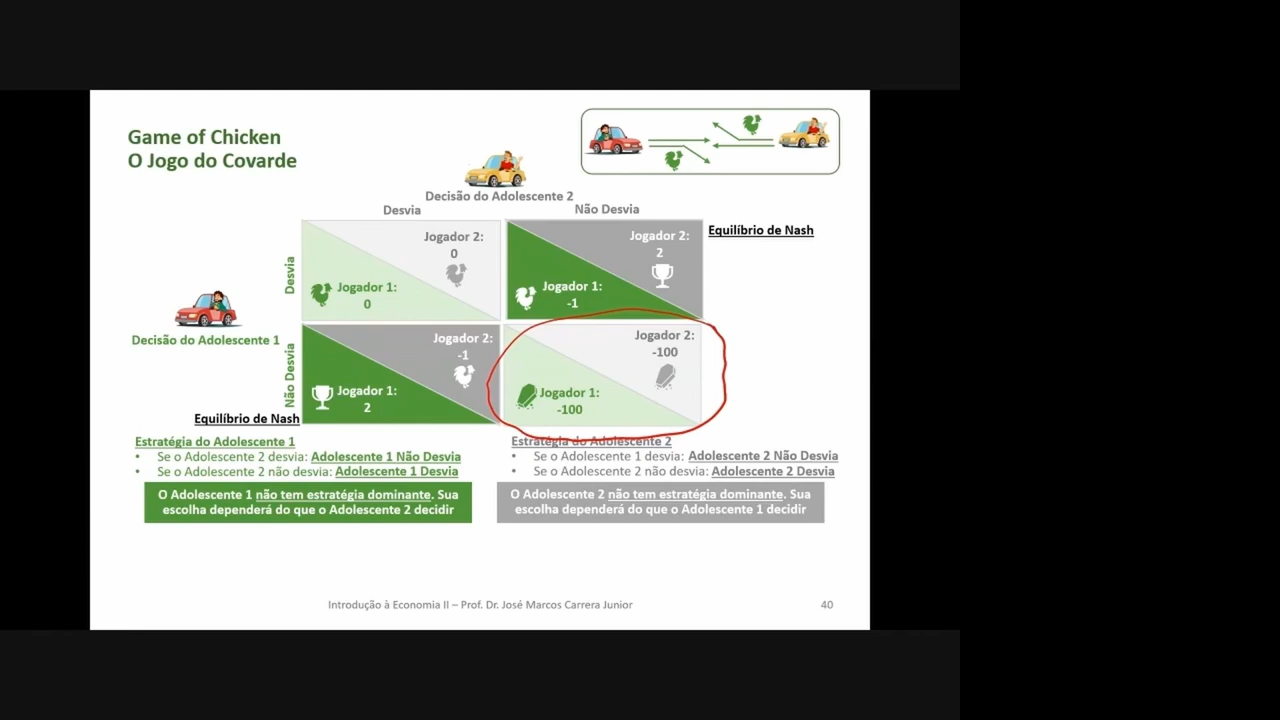 Game of Chicken
O Jogo do Covarde
Decisão do Adolescente 2
Desvia
Não Desvia
Equilíbrio de Nash
Desvia
Jogador 2:
0
Jogador 1:
0
Jogador 2:
2
Jogador 1:
-1
Decisão do Adolescente 1
Não Desvia
Jogador 2:
-1
Jogador 1:
2
Jogador 2:
-100
Jogador 1:
-100
Equilíbrio de Nash
Estratégia do Adolescente 1
• Se o Adolescente 2 desvia: Adolescente 1 Não Desvia
• Se o Adolescente 2 não desvia: Adolescente 1 Desvia
O Adolescente 1 não tem estratégia dominante. Sua
escolha dependerá do que o Adolescente 2 decidir
Estratégia do Adolescente 2
• Se o Adolescente 1 desvia: Adolescente 2 Não Desvia
• Se o Adolescente 2 não desvia: Adolescente 2 Desvia
O Adolescente 2 não tem estratégia dominante. Sua
escolha dependerá do que o Adolescente 1 decidir
Introdução à Economia II – Prof. Dr. José Marcos Carrera Junior
40